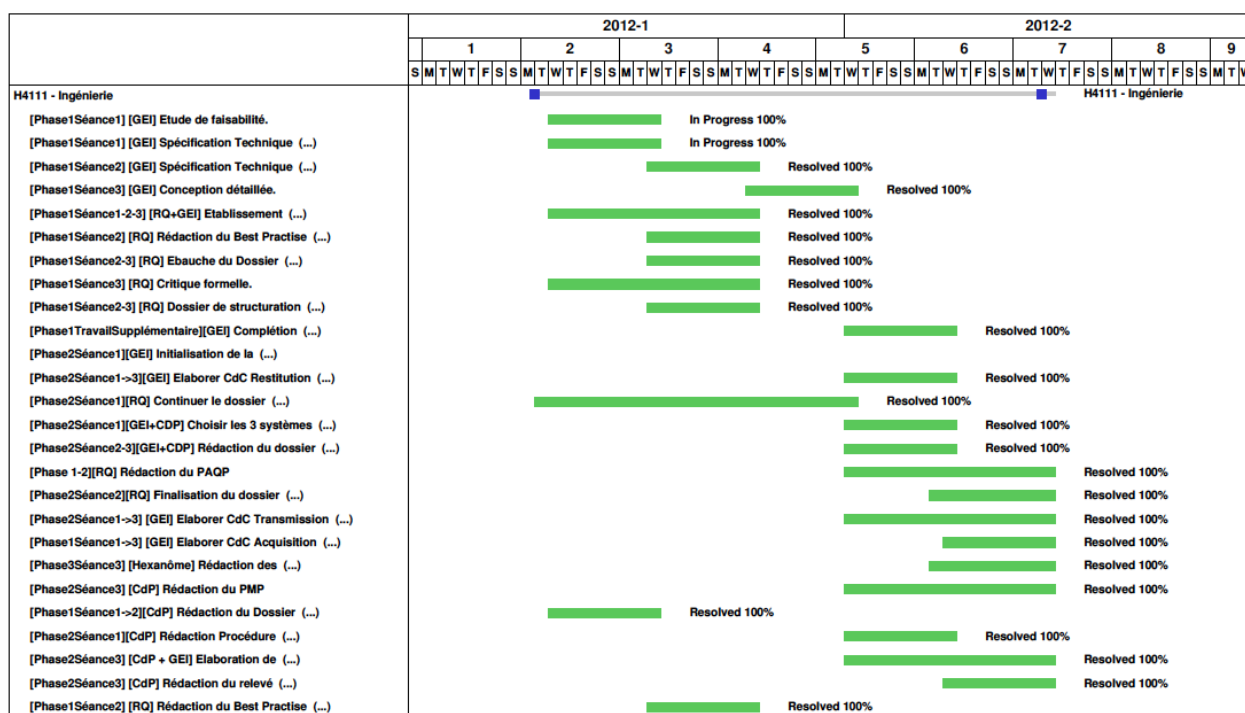 2012-1 2012-2
1 2 3 4 5 6 7 8 9
S M T W T F S S M T W T F S S M T W T F S S M T W T F S S M T W T F S S M T W T F S S M T W T F S S M T W T F S S M T W
H4111 - Ingénierie H4111 - Ingénierie
[Phase1Séance1] [GEI] Etude de faisabilité. In Progress 100%
[Phase1Séance1] [GEI] Spécification Technique (...) In Progress 100%
[Phase1Séance2] [GEI] Spécification Technique (...) Resolved 100%
[Phase1Séance3] [GEI] Conception détaillée. Resolved 100%
[Phase1Séance1-2-3] [RQ+GEI] Etablissement (...) Resolved 100%
[Phase1Séance2] [RQ] Rédaction du Best Practise (...) Resolved 100%
[Phase1Séance2-3] [RQ] Ebauche du Dossier (...) Resolved 100%
[Phase1Séance3] [RQ] Critique formelle. Resolved 100%
[Phase1Séance2-3] [RQ] Dossier de structuration (...) Resolved 100%
[Phase1TravailSupplémentaire][GEI] Complétion (...) Resolved 100%
[Phase2Séance1][GEI] Initialisation de la (...)
[Phase2Séance1->3][GEI] Elaborer CdC Restitution (...) Resolved 100%
[Phase2Séance1][RQ] Continuer le dossier (...) Resolved 100%
[Phase2Séance1][GEI+CDP] Choisir les 3 systèmes (...) Resolved 100%
[Phase2Séance2-3][GEI+CDP] Rédaction du dossier (...) Resolved 100%
[Phase 1-2][RQ] Rédaction du PAQP Resolved 100%
[Phase2Séance2][RQ] Finalisation du dossier (...) Resolved 100%
[Phase2Séance1->3] [GEI] Elaborer CdC Transmission (...) Resolved 100%
[Phase1Séance1->3] [GEI] Elaborer CdC Acquisition (...) Resolved 100%
[Phase3Séance3] [Hexanôme] Rédaction des (...) Resolved 100%
[Phase2Séance3] [CdP] Rédaction du PMP Resolved 100%
[Phase1Séance1->2][CdP] Rédaction du Dossier (...) Resolved 100%
[Phase2Séance1][CdP] Rédaction Procédure (...) Resolved 100%
[Phase2Séance3] [CdP + GEI] Elaboration de (...) Resolved 100%
[Phase2Séance3] [CdP] Rédaction du relevé (...) Resolved 100%
[Phase1Séance2] [RQ] Rédaction du Best Practise (...) Resolved 100%